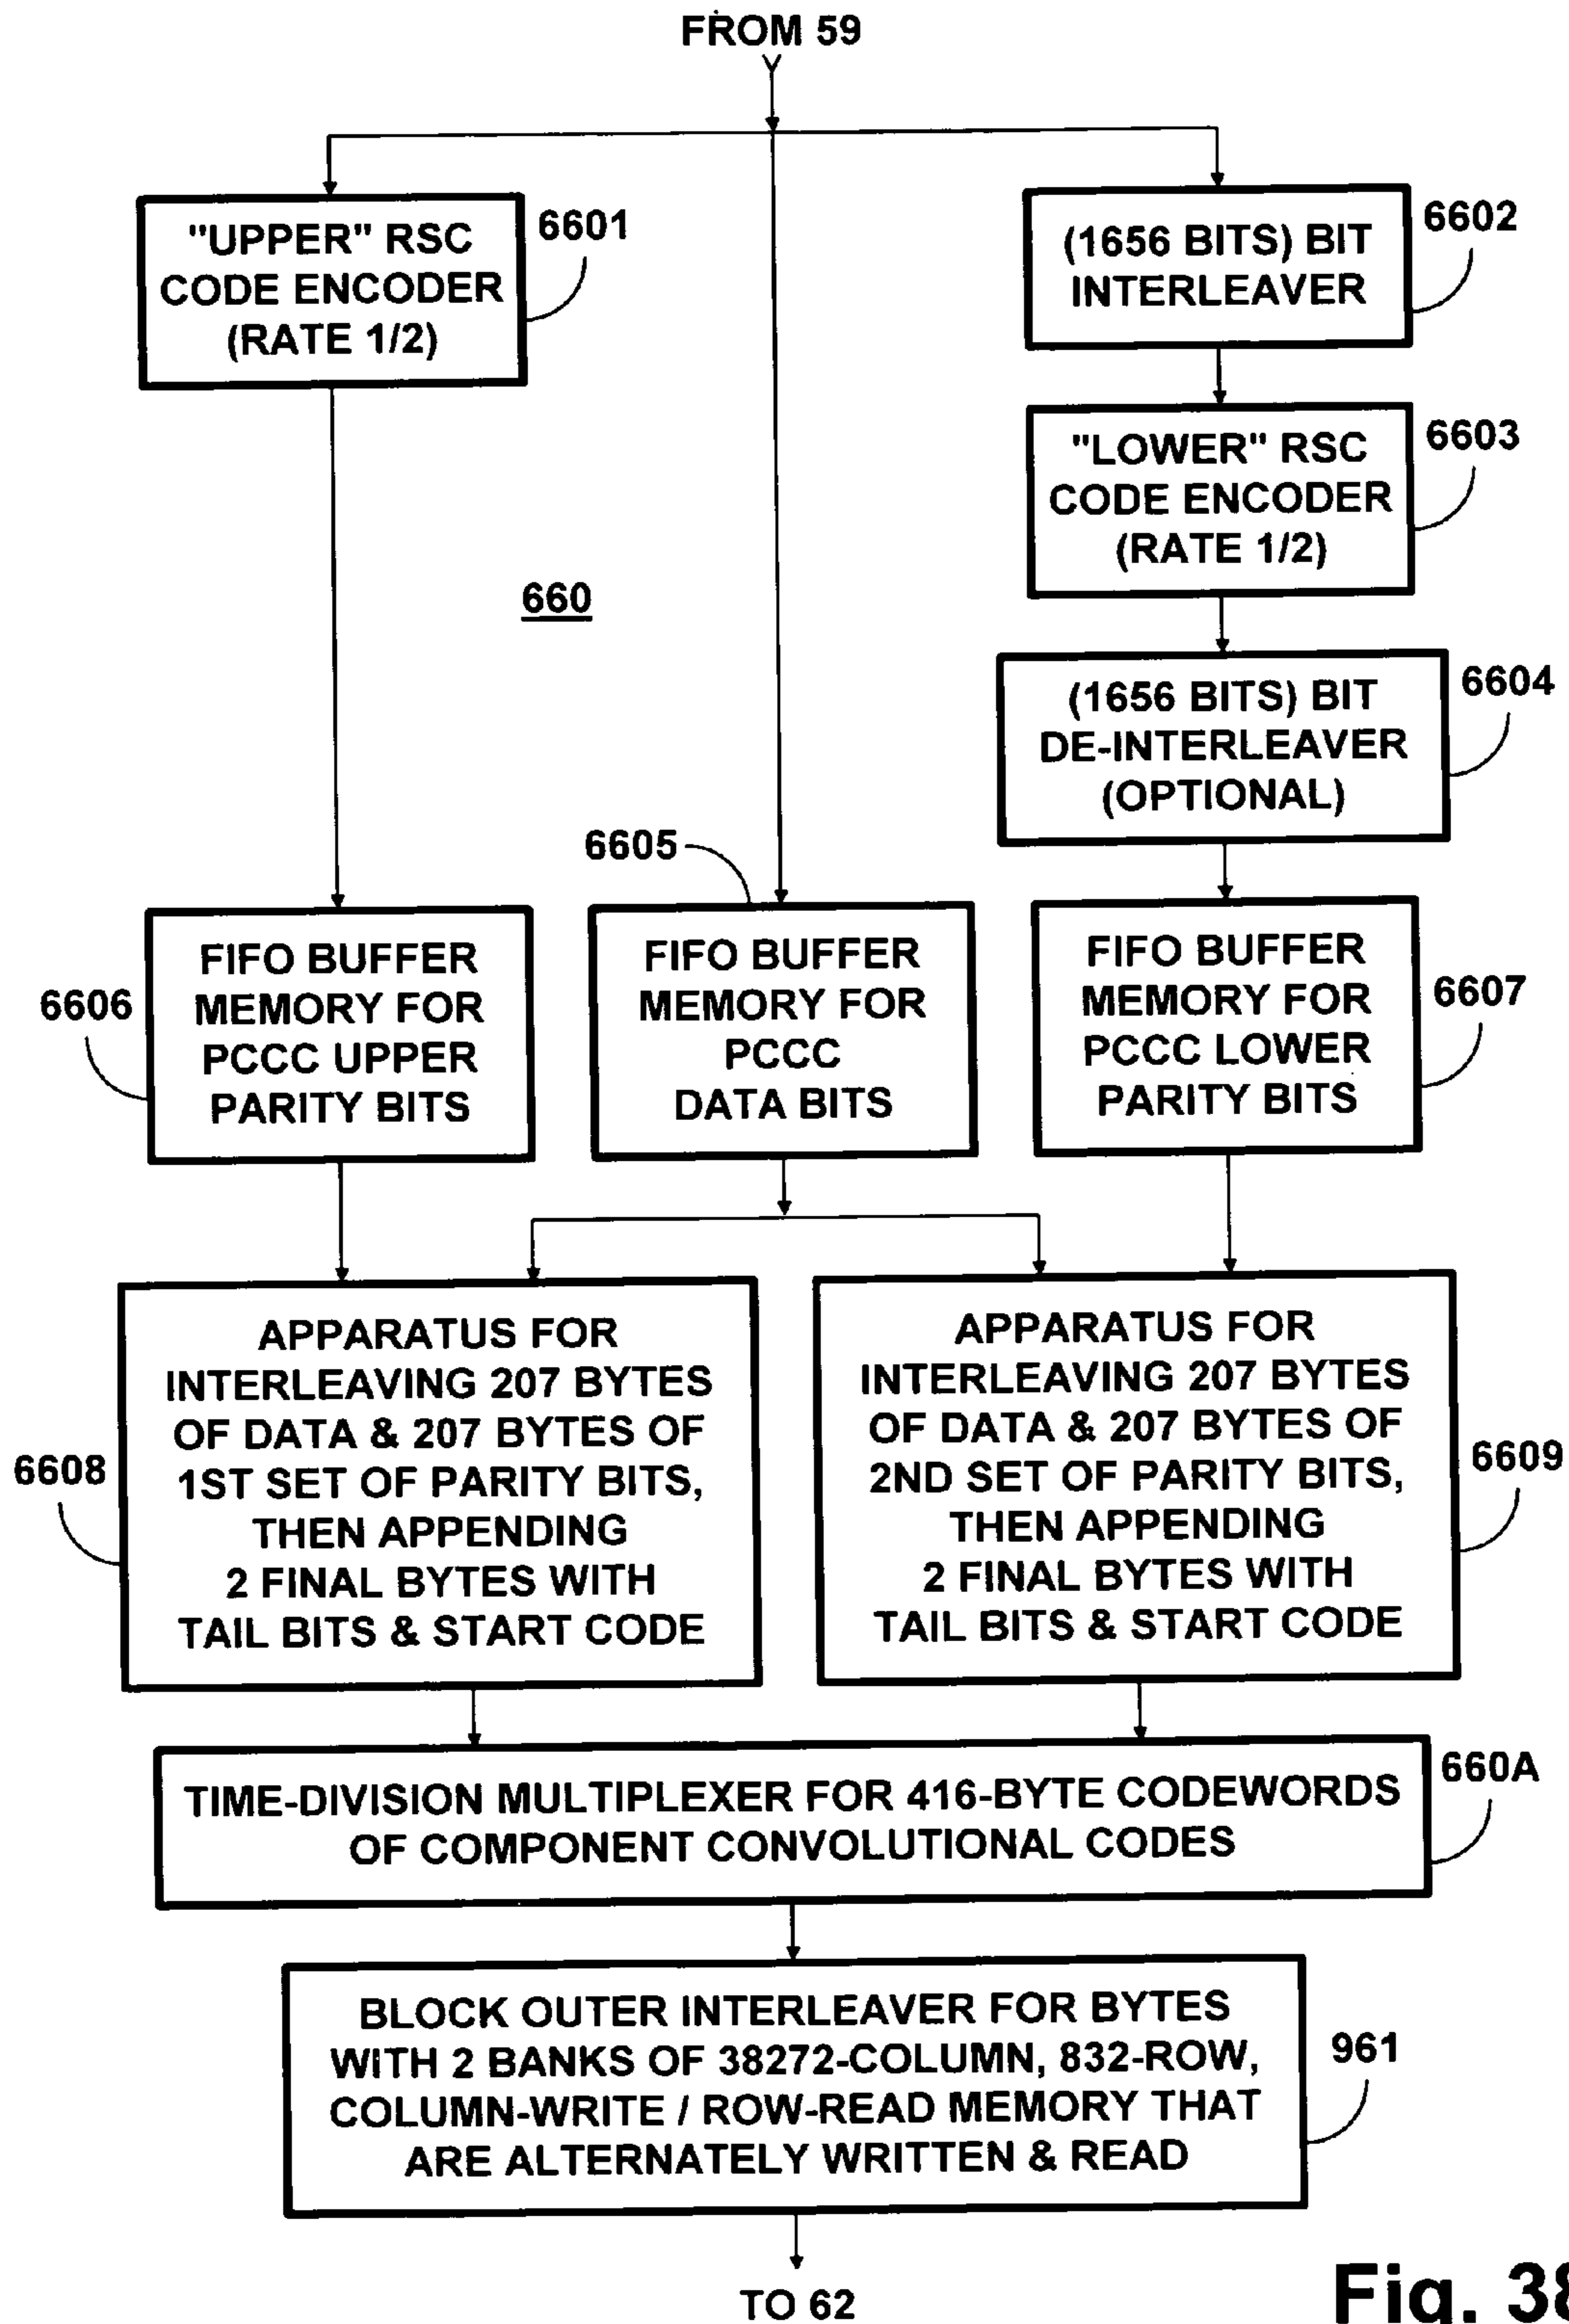 FROM 59
"UPPER" RSC
CODE ENCODER
(RATE 1/2)
6601
(1656 BITS) BIT
INTERLEAVER
6602
"LOWER" RSC
CODE ENCODER
(RATE 1/2)
6603
660
(1656 BITS) BIT
DE-INTERLEAVER
(OPTIONAL)
6604
6605
FIFO BUFFER
MEMORY FOR
PCCC UPPER
PARITY BITS
6606
FIFO BUFFER
MEMORY FOR
PCCC
DATA BITS
FIFO BUFFER
MEMORY FOR
PCCC LOWER
PARITY BITS
6607
APPARATUS FOR
INTERLEAVING 207 BYTES
OF DATA & 207 BYTES OF
1ST SET OF PARITY BITS,
THEN APPENDING
2 FINAL BYTES WITH
TAIL BITS & START CODE
6608
APPARATUS FOR
INTERLEAVING 207 BYTES
OF DATA & 207 BYTES OF
2ND SET OF PARITY BITS,
THEN APPENDING
2 FINAL BYTES WITH
TAIL BITS & START CODE
6609
TIME-DIVISION MULTIPLEXER FOR 416-BYTE CODEWORDS
OF COMPONENT CONVOLUTIONAL CODES
660A
BLOCK OUTER INTERLEAVER FOR BYTES
WITH 2 BANKS OF 38272-COLUMN, 832-ROW,
COLUMN-WRITE / ROW-READ MEMORY THAT
ARE ALTERNATELY WRITTEN & READ
961
TO 62
Fig. 38